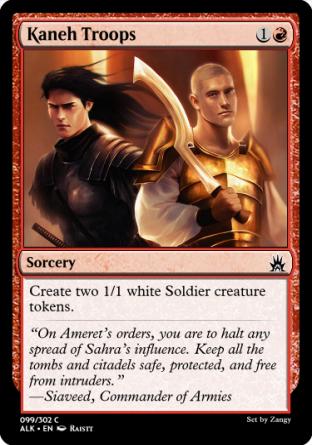 Kaneh Troops 1
Sorcery
Create two 1/1 white Soldier creature
tokens.
“On Ameret’s orders, you are to halt any
spread of Sahra’s influence. Keep all the
tombs and citadels safe, protected, and free
from intruders.”
—Siaveed, Commander of Armies
099/302 C
ALK • EN Raistt
Set by Zangy